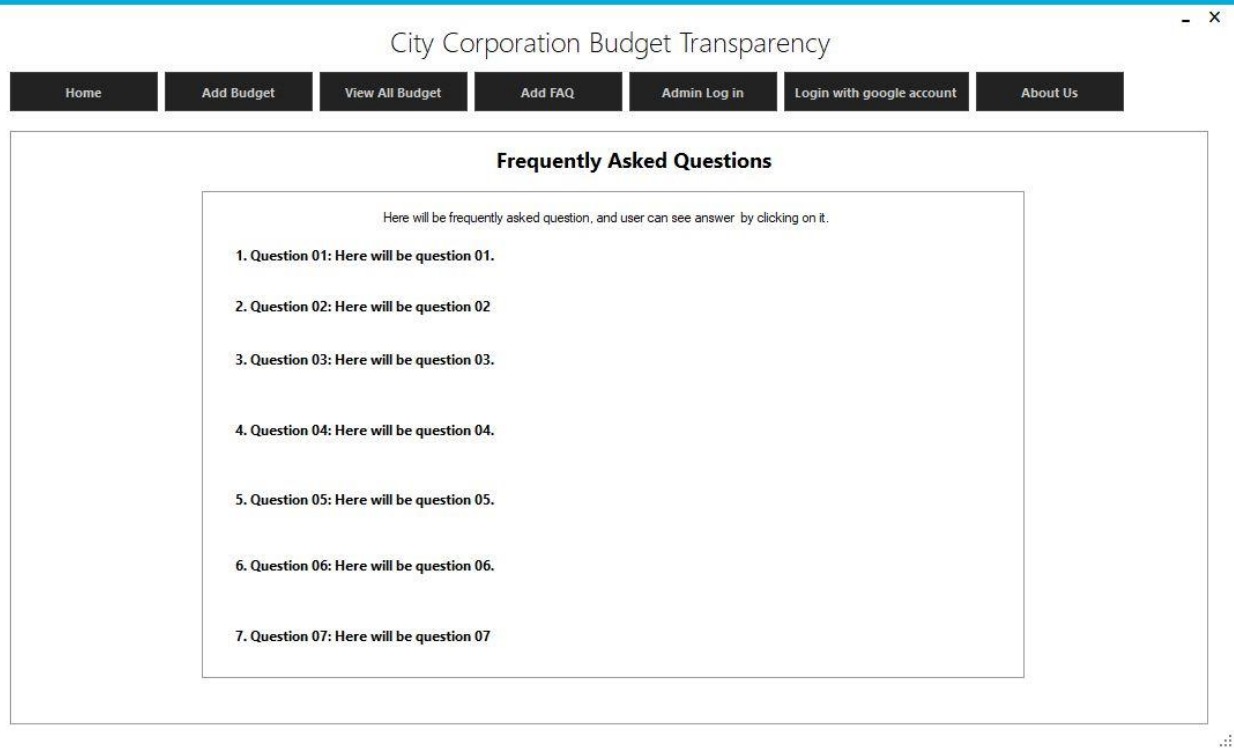 City Corporation Budget Transparency
Home Add Budget View All Budget Add FAQ Admin Log in Login with google account About Us
Frequently Asked Questions
Here will be frequently asked question, and user can see answer by clicking on it.
1. Question 01: Here will be question 01.
2. Question 02: Here will be question 02
3. Question 03: Here will be question 03.
4. Question 04: Here will be question 04.
5. Question 05: Here will be question 05.
6. Question 06: Here will be question 06.
7. Question 07: Here will be question 07